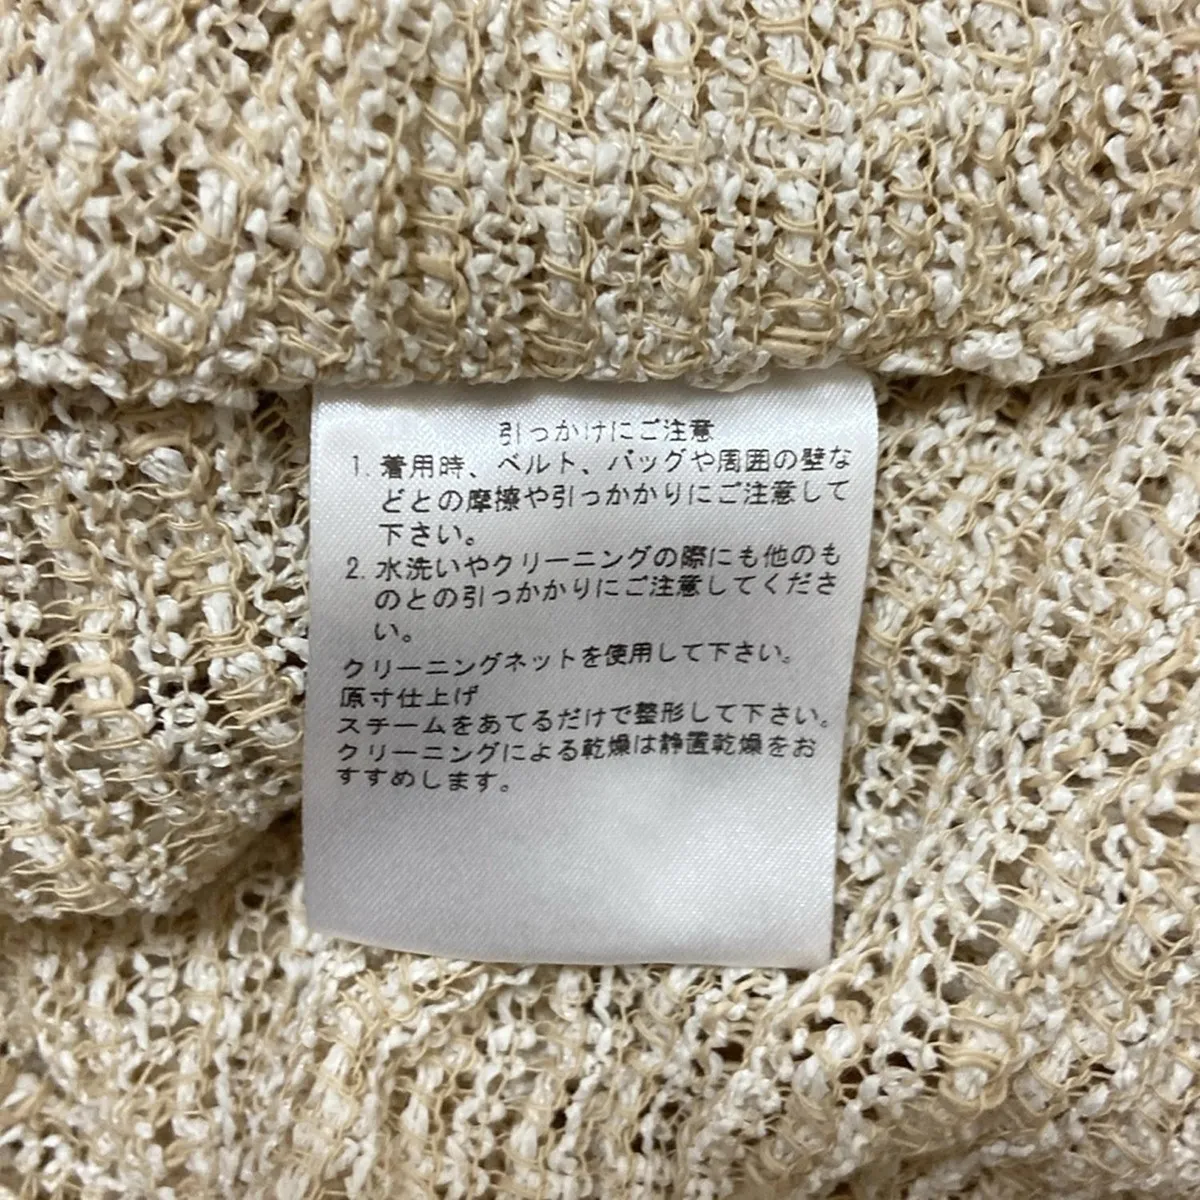 引っかけにご注意
1. 着用時、ベルト、バッグや周囲の壁な
どとの摩擦や引っかかりにご注意して
下さい。
2. 水洗いやクリーニングの際にも他のも
のとの引っかかりにご注意してくださ
い。
クリーニングネットを使用して下さい。
原寸仕上げ
スチームをあてるだけで整形して下さい。
クリーニングによる乾燥は静置乾燥をお
すすめします。